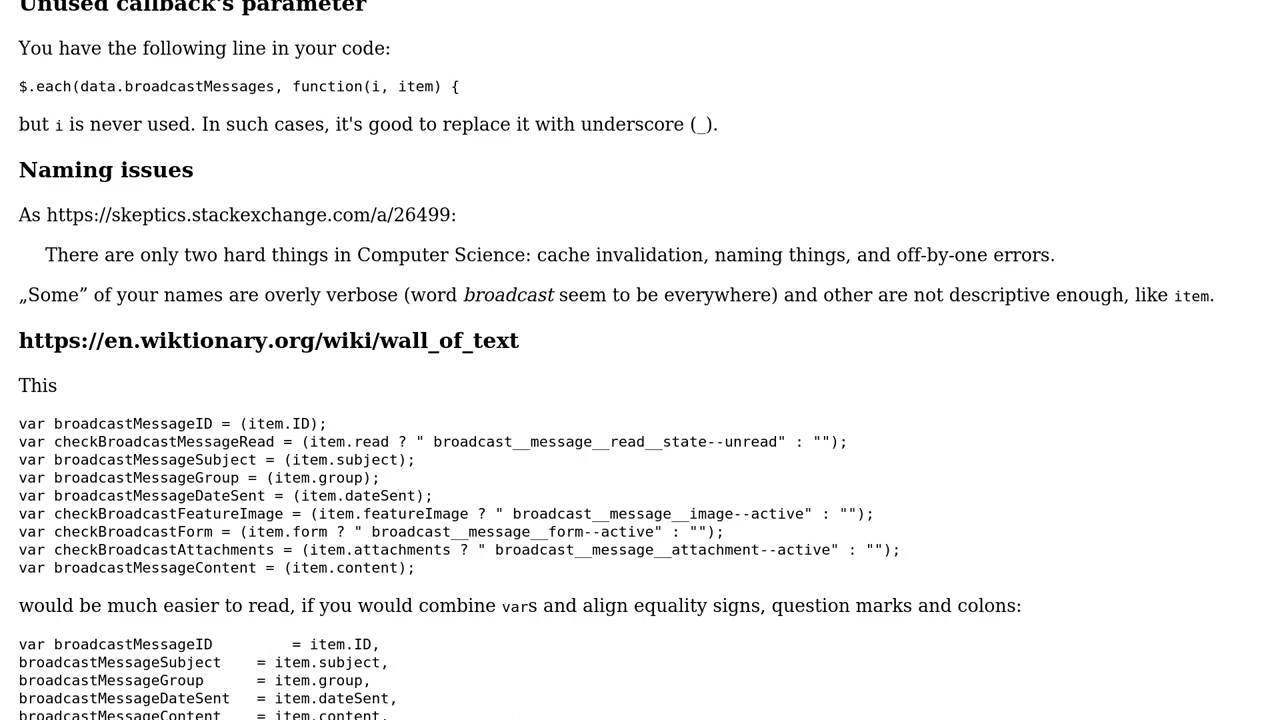 Unused callback's parameter
You have the following line in your code:
$.each(data.broadcastMessages, function(i, item) {
but i is never used. In such cases, it's good to replace it with underscore (_).
Naming issues
As https://skeptics.stackexchange.com/a/26499:
There are only two hard things in Computer Science: cache invalidation, naming things, and off-by-one errors.
„Some” of your names are overly verbose (word broadcast seem to be everywhere) and other are not descriptive enough, like item.
https://en.wiktionary.org/wiki/wall_of_text
This
var broadcastMessageID = (item.ID);
var checkBroadcastMessageRead = (item.read ? " broadcast__message__read__state--unread" : "");
var broadcastMessageSubject = (item.subject);
var broadcastMessageGroup = (item.group);
var broadcastMessageDateSent = (item.dateSent);
var checkBroadcastFeatureImage = (item.featureImage ? " broadcast__message__image--active" : "");
var checkBroadcastForm = (item.form ? " broadcast__message__form--active" : "");
var checkBroadcastAttachments = (item.attachments ? " broadcast__message__attachment--active" : "");
var broadcastMessageContent = (item.content);
would be much easier to read, if you would combine vars and align equality signs, question marks and colons:
var broadcastMessageID         = item.ID,
broadcastMessageSubject    = item.subject,
broadcastMessageGroup      = item.group,
broadcastMessageDateSent   = item.dateSent,
broadcastMessageContent    = item.content,